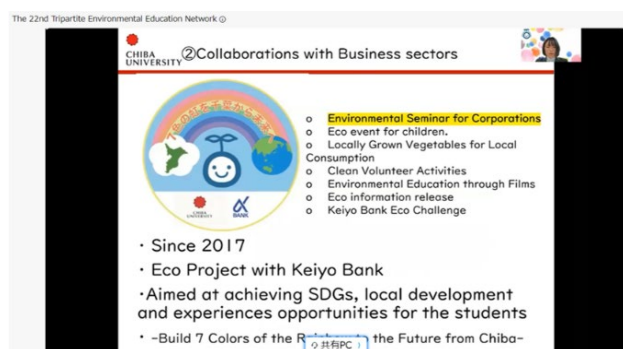 The 22nd Tripartite Environmental Education Network
CHIBA
UNIVERSITY
②Collaborations with Business sectors
o Environmental Seminar for Corporations
o Eco event for children.
o Locally Grown Vegetables for Local
Consumption
o Clean Volunteer Activities
o Environmental Education through Films
o Eco information release
o Keiyo Bank Eco Challenge
CHIBA
UNIVERSITY
BANK
・Since 2017
・Eco Project with Keiyo Bank
・Aimed at achieving SDGs, local development
and experiences opportunities for the students
・-Build 7 Colors of the the Future from Chiba-
共有PC